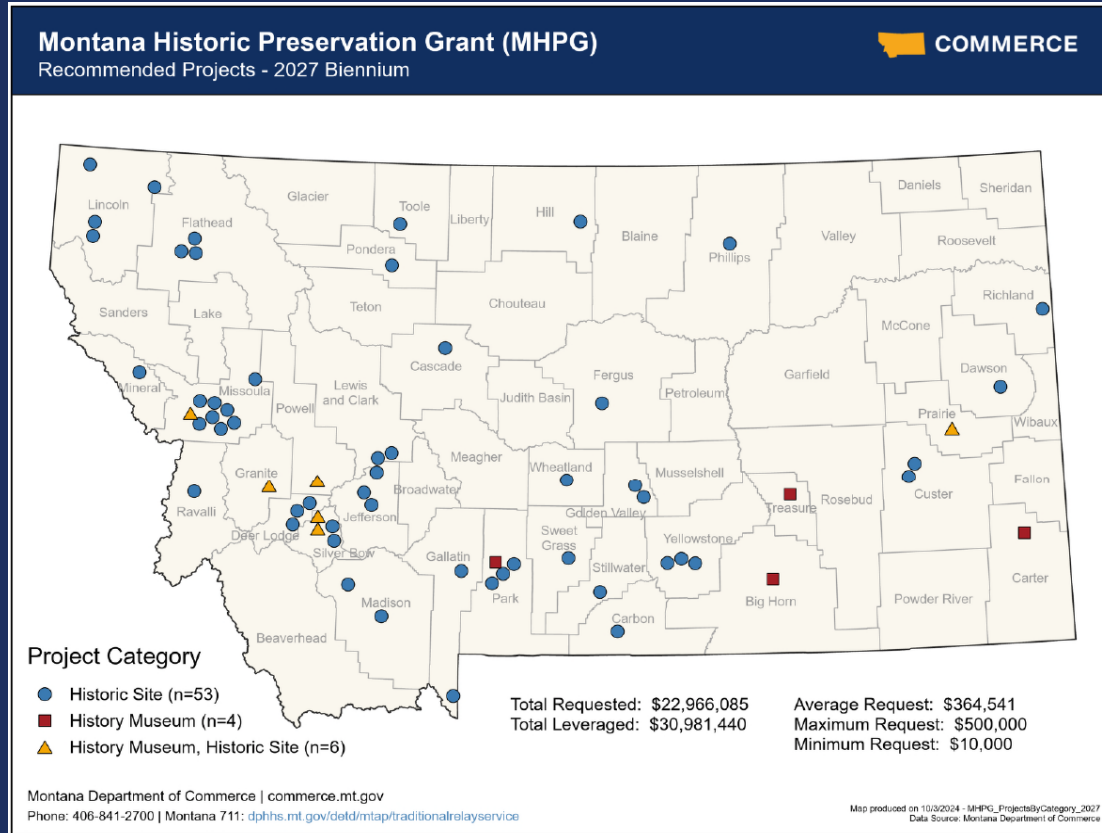 Montana Historic Preservation Grant (MHPG)
Recommended Projects - 2027 Biennium
COMMERCE
Lincoln
Flathead
Glacier
Toole
Liberty
Hill
Blaine
Phillips
Valley
Daniels
Sheridan
Roosevelt
Pondera
Teton
Chouteau
Richland
McCone
Sanders
Lake
Mineral
Missoula
Powell
Lewis
and Clark
Cascade
Judith Basin
Fergus
Petroleum
Garfield
Dawson
Prairie
Wibaux
Granite
Ravalli
Deer Lodge
Silver Bow
Jefferson
Broadwater
Meagher
Wheatland
Golden Valley
Musselshell
Treasure
Rosebud
Custer
Fallon
Gallatin
Park
Sweet
Grass
Stillwater
Yellowstone
Big Horn
Powder River
Carter
Carbon
Madison
Beaverhead
Project Category
Historic Site (n=53)
History Museum (n=4)
History Museum, Historic Site (n=6)
Total Requested: $22,966,085
Total Leveraged: $30,981,440
Average Request: $364,541
Maximum Request: $500,000
Minimum Request: $10,000
Montana Department of Commerce | commerce.mt.gov
Phone: 406-841-2700 | Montana 711: dphhs.mt.gov/detd/mtap/traditionalrelayservice
Map produced on 10/3/2024 - MHPG_ProjectsByCategory_2027
Data Source: Montana Department of Commerce